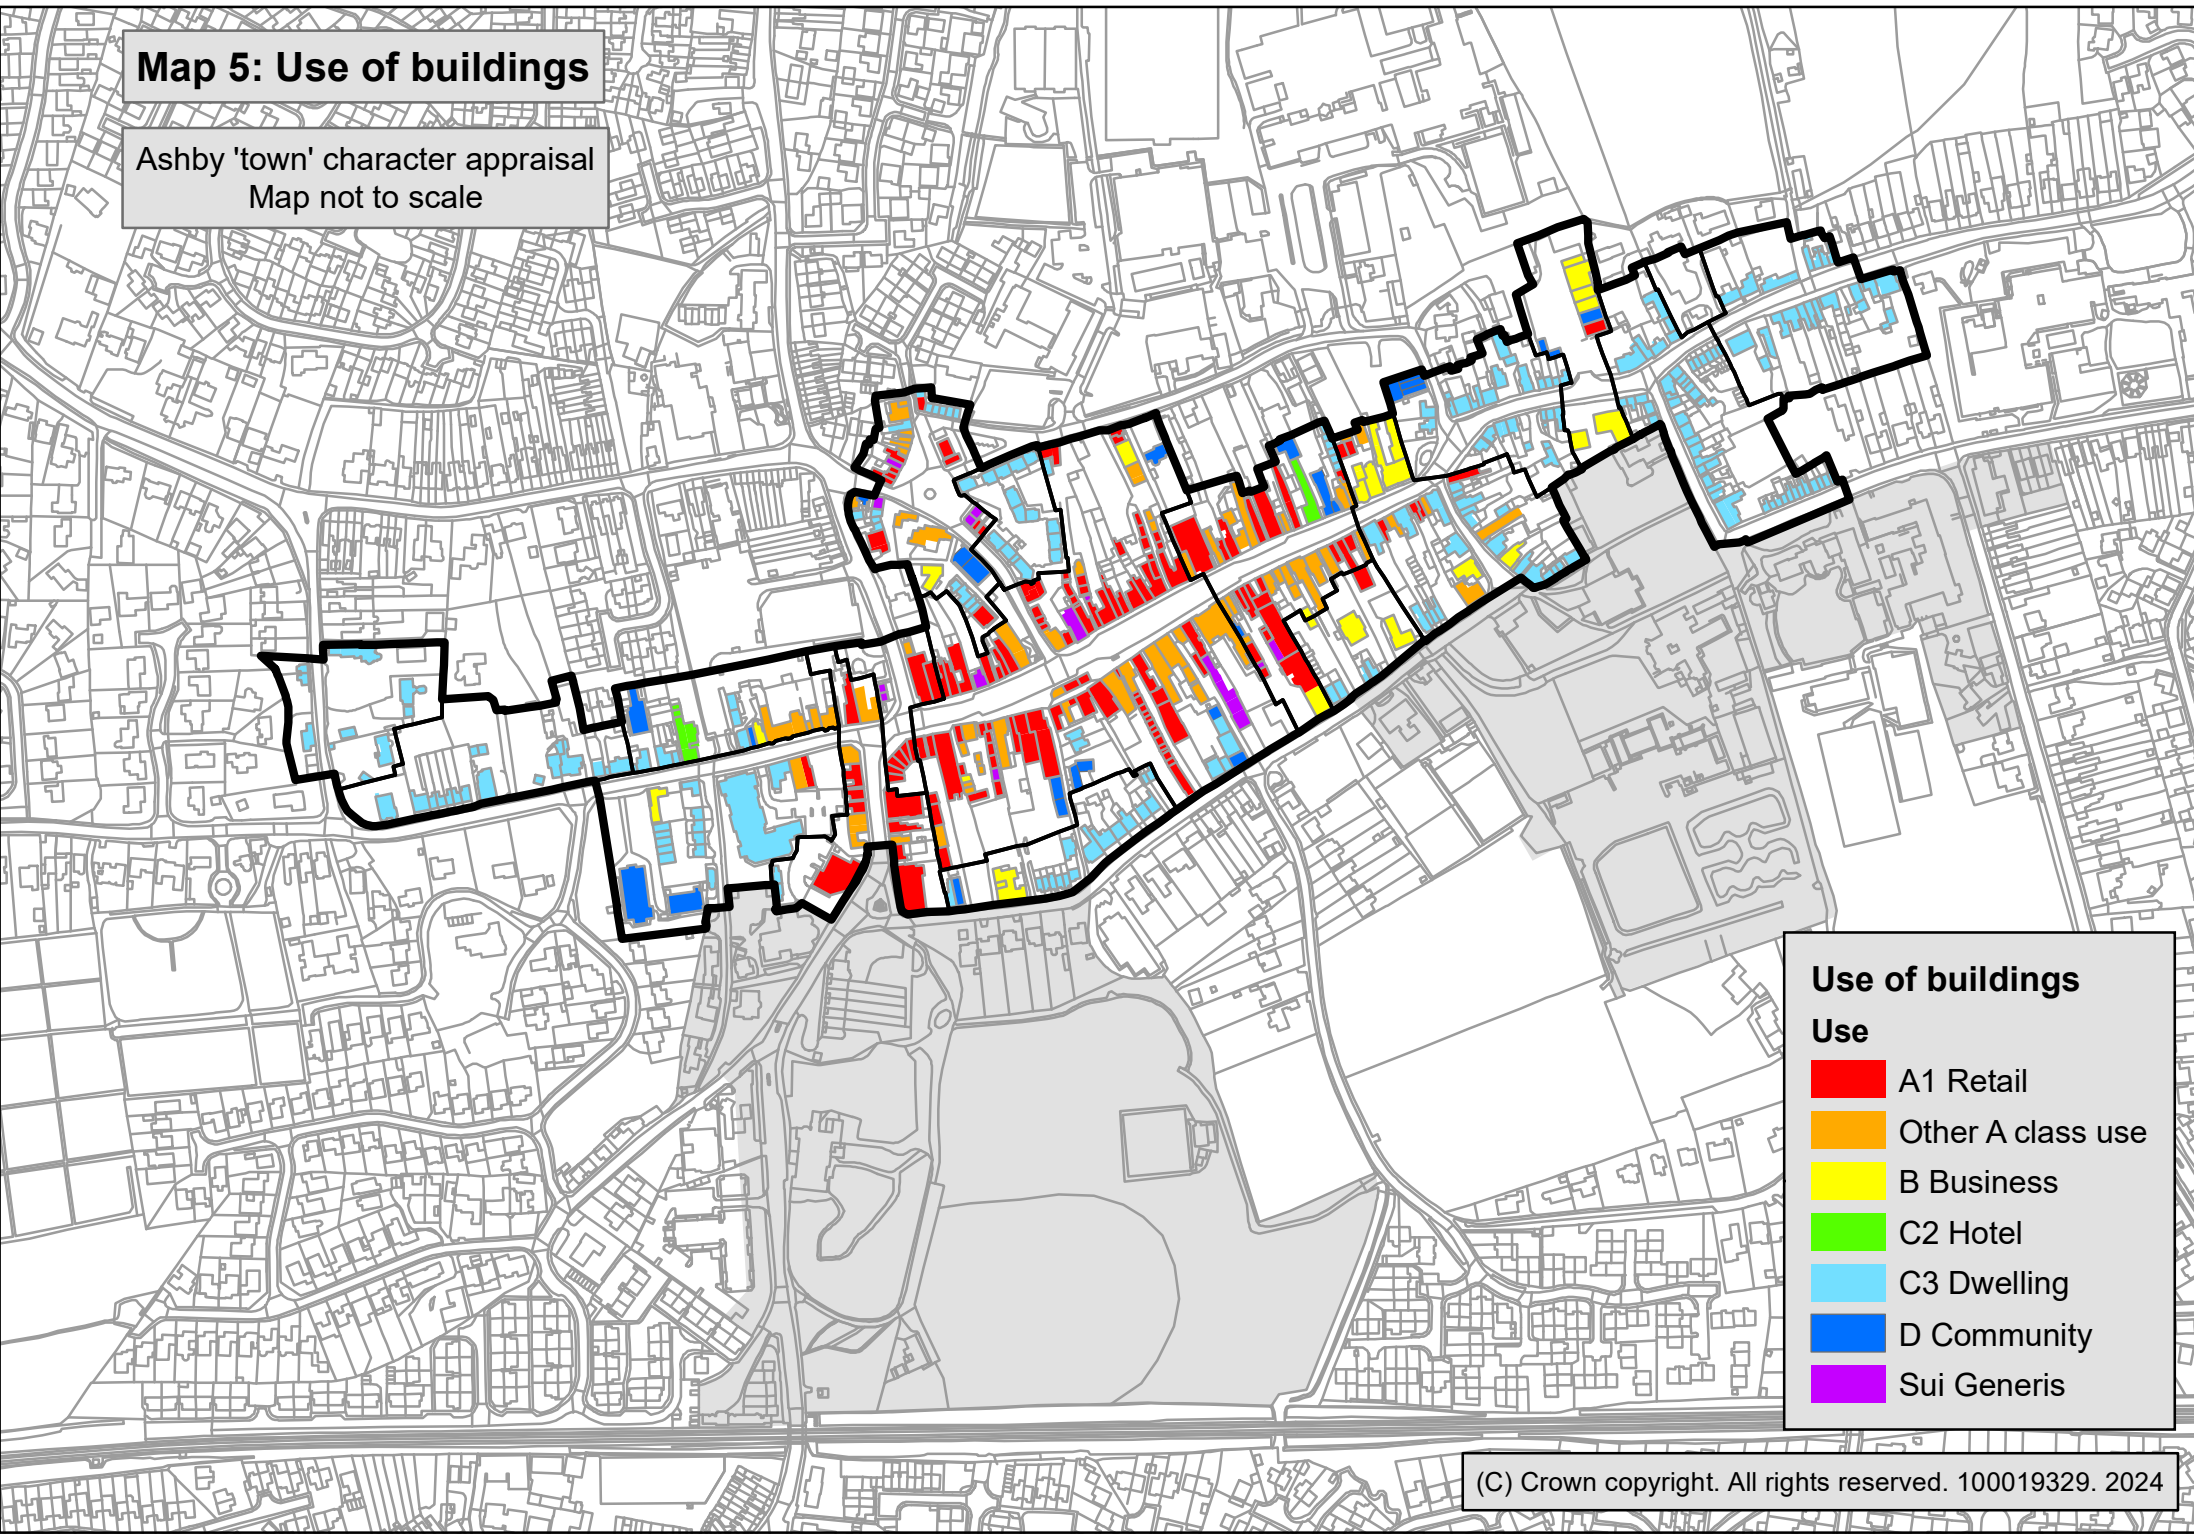 Map 5: Use of buildings
Ashby 'town' character appraisal
Map not to scale
Use of buildings
Use
A1 Retail
Other A class use
B Business
C2 Hotel
C3 Dwelling
D Community
Sui Generis
(C) Crown copyright. All rights reserved. 100019329. 2024